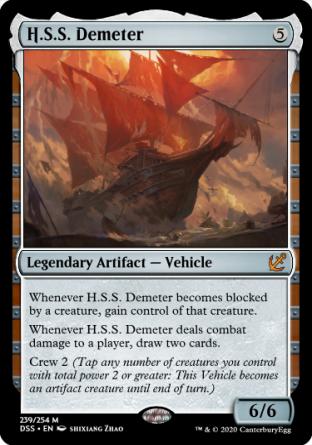 H.S.S. Demeter 5
Legendary Artifact — Vehicle
Whenever H.S.S. Demeter becomes blocked
by a creature, gain control of that creature.
Whenever H.S.S. Demeter deals combat
damage to a player, draw two cards.
Crew 2 (Tap any number of creatures you control
with total power 2 or greater: This Vehicle becomes
an artifact creature until end of turn.)
6/6
239/254 M
DSS • EN SHIXIANG ZHAO
™ & © 2020 CanterburyEgg